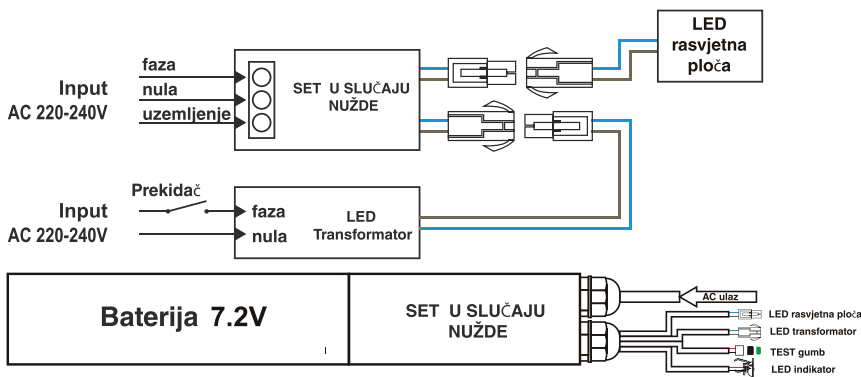 LED
rasvjetna
ploča
faza
Input
nula
AC 220-240V
uzemljenje
SET U SLUČAJU
NUŽDE
Prekidač
Input
AC 220-240V
faza
nula
LED
Transformator
Baterija 7.2V
SET U SLUČAJU
NUŽDE
AC ulaz
LED rasvjetna ploča
LED transformator
TEST gumb
LED indikator